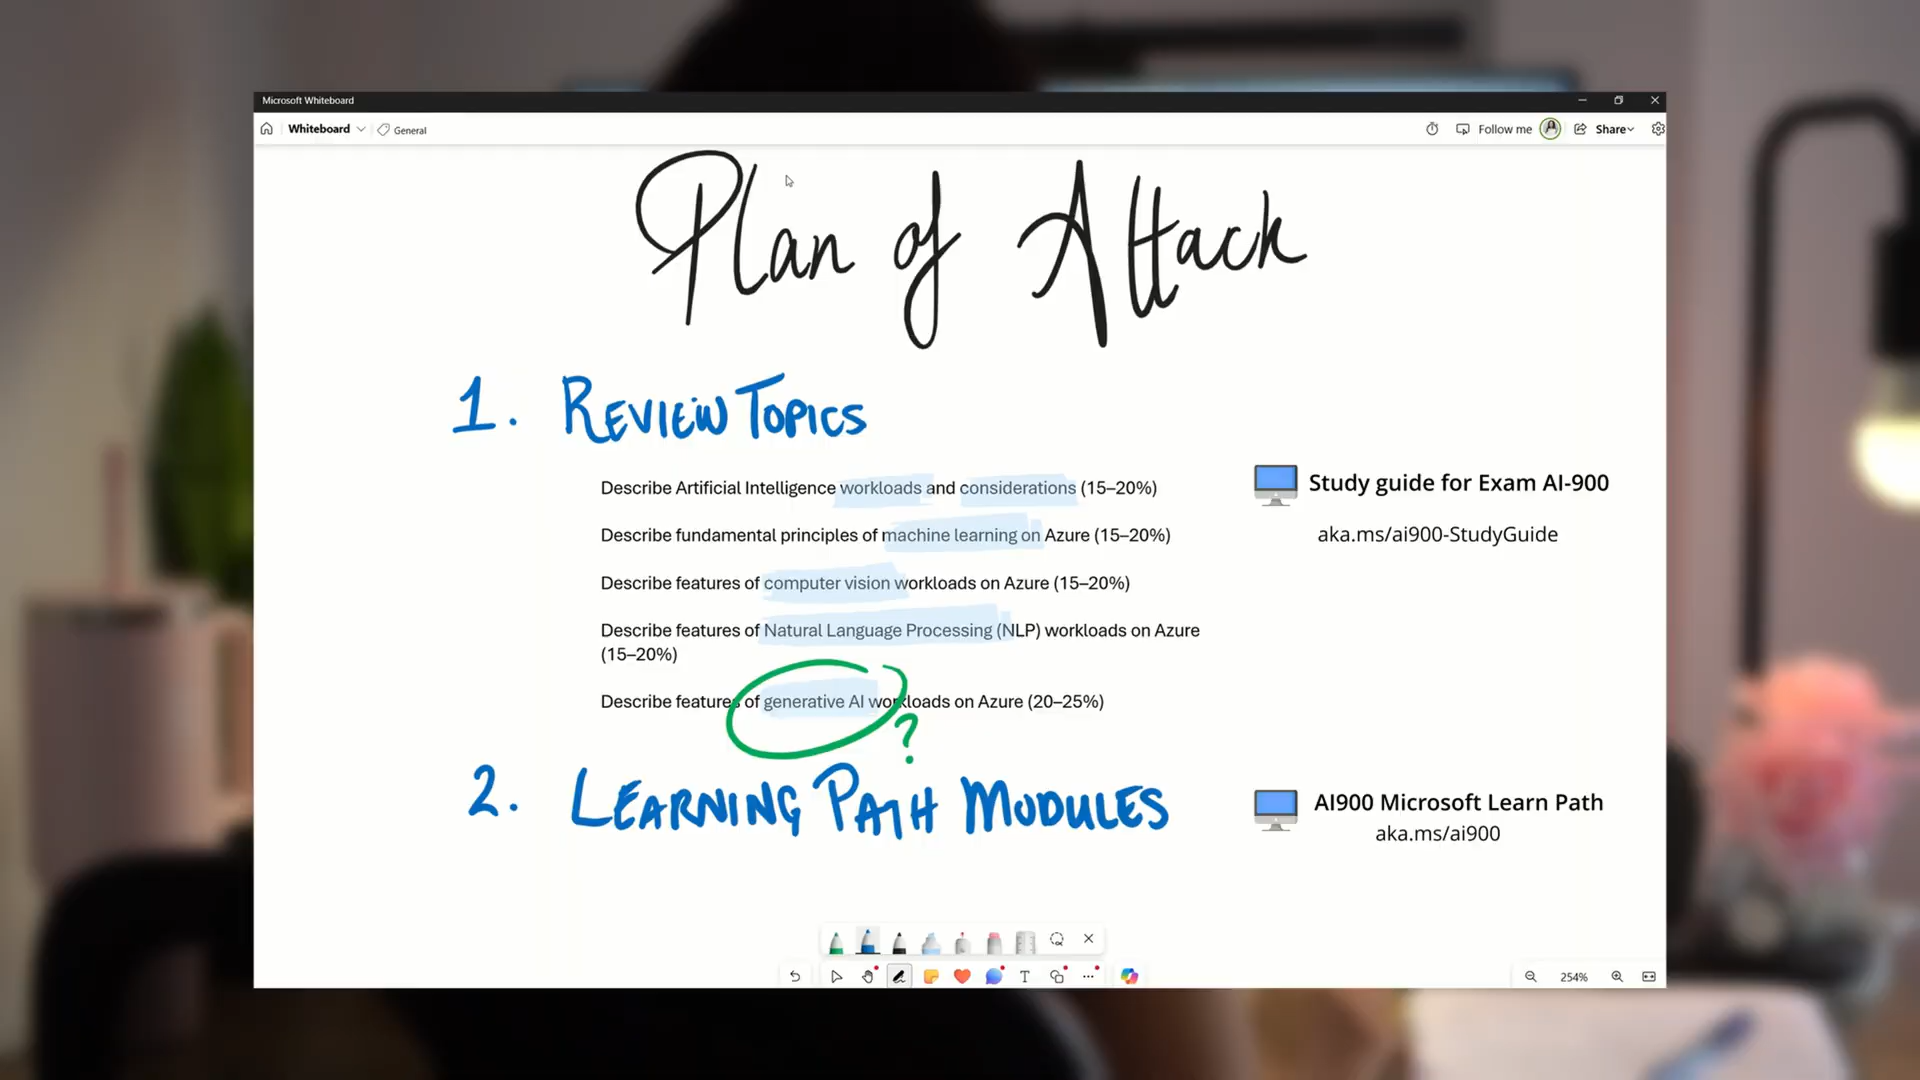 Microsoft Whiteboard
Whiteboard
General
Follow me
Share
Plan of Attack
1. REVIEW TOPICS
Describe Artificial Intelligence workloads and considerations (15–20%)
Describe fundamental principles of machine learning on Azure (15–20%)
Describe features of computer vision workloads on Azure (15–20%)
Describe features of Natural Language Processing (NLP) workloads on Azure
(15–20%)
Describe features of generative AI workloads on Azure (20–25%)
?
Study guide for Exam AI-900
aka.ms/ai900-StudyGuide
2. LEARNING PATH MODULES
AI900 Microsoft Learn Path
aka.ms/ai900
T
254%